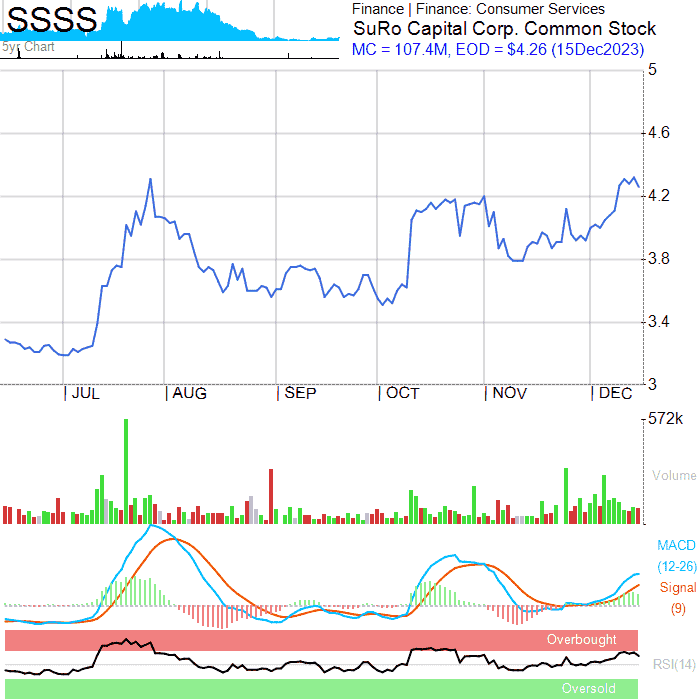 SSSS
5yr Chart
Finance | Finance: Consumer Services
SuRo Capital Corp. Common Stock
MC = 107.4M, EOD = $4.26 (15Dec2023)
5
4.6
4.2
3.8
3.4
3
| JUL | AUG | SEP | OCT | NOV | DEC
572k
Volume
MACD
(12-26)
Signal
(9)
Overbought
RSI(14)
Oversold